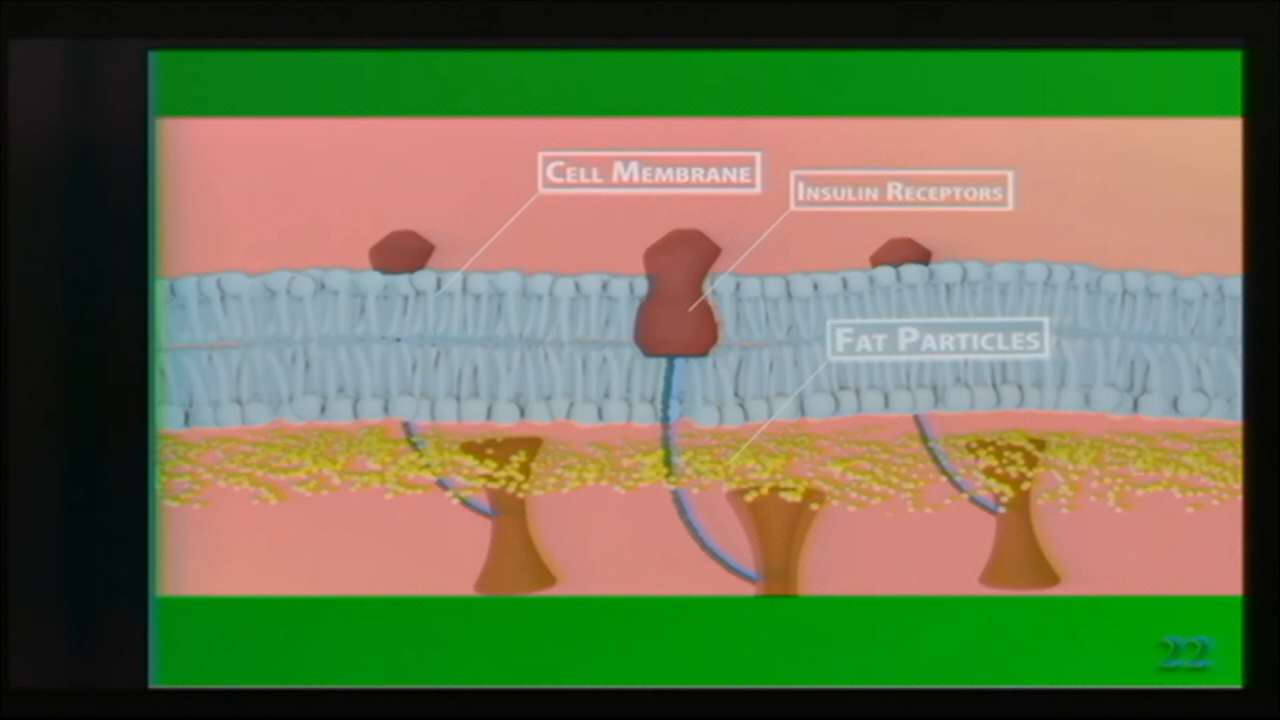 CELL MEMBRANE
INSULIN RECEPTORS
FAT PARTICLES
22